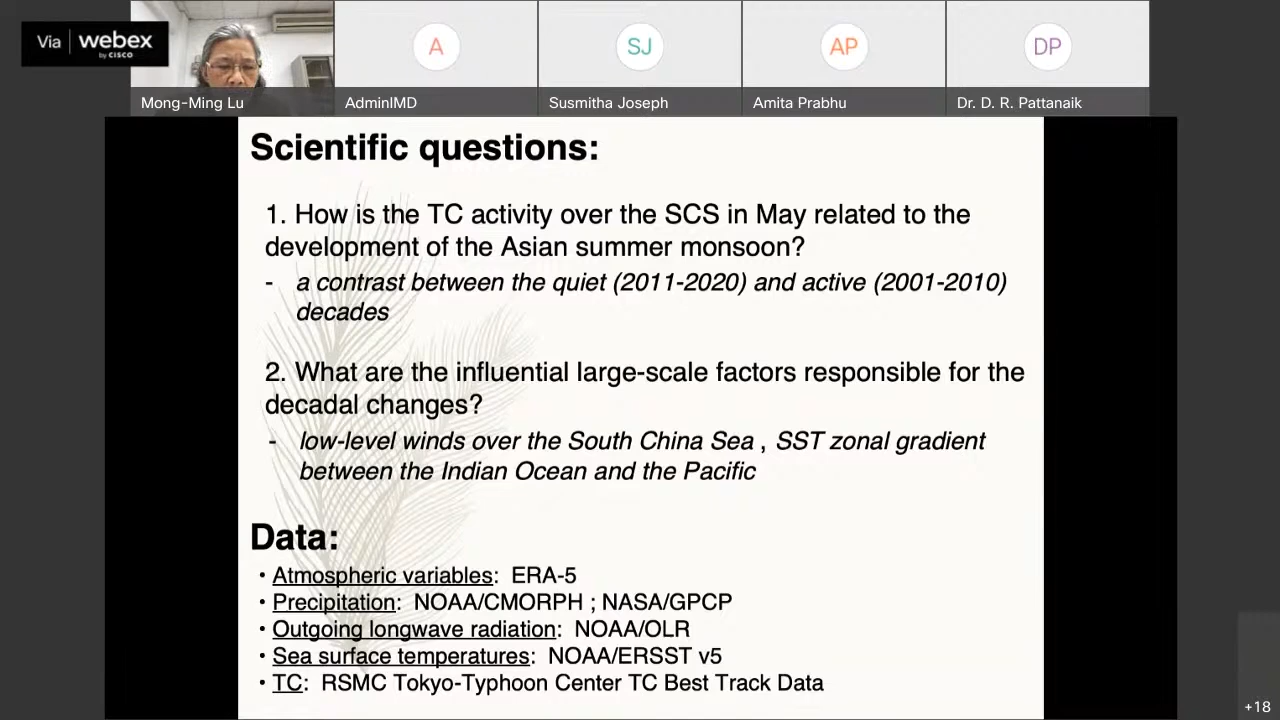 Via webex
by CISCO
A
SJ
AP
DP
Mong-Ming Lu
AdminIMD
Susmitha Joseph
Amita Prabhu
Dr. D. R. Pattanaik
Scientific questions:
1. How is the TC activity over the SCS in May related to the
development of the Asian summer monsoon?
- a contrast between the quiet (2011-2020) and active (2001-2010)
decades
2. What are the influential large-scale factors responsible for the
decadal changes?
- low-level winds over the South China Sea , SST zonal gradient
between the Indian Ocean and the Pacific
Data:
• Atmospheric variables: ERA-5
• Precipitation: NOAA/CMORPH ; NASA/GPCP
• Outgoing longwave radiation: NOAA/OLR
• Sea surface temperatures: NOAA/ERSST v5
• TC: RSMC Tokyo-Typhoon Center TC Best Track Data
+18